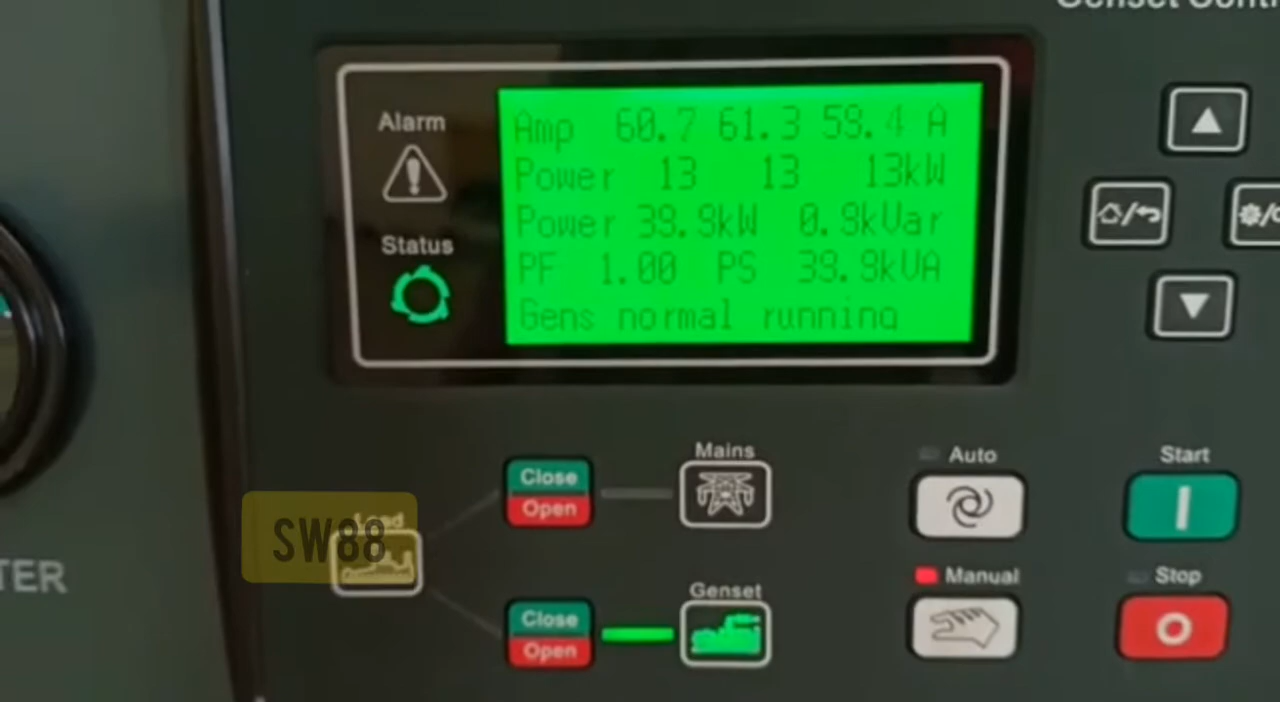 Genset Contr
Alarm
Status
Amp 60.7 61.3 59.4 A
Power 13 13 13kW
Power 39.9kW 0.9kVar
PF 1.00 PS 39.9kVA
Gens normal running
Mains
Close
Open
Load
SW88
Genset
Close
Open
Auto
Manual
Start
Stop
TER